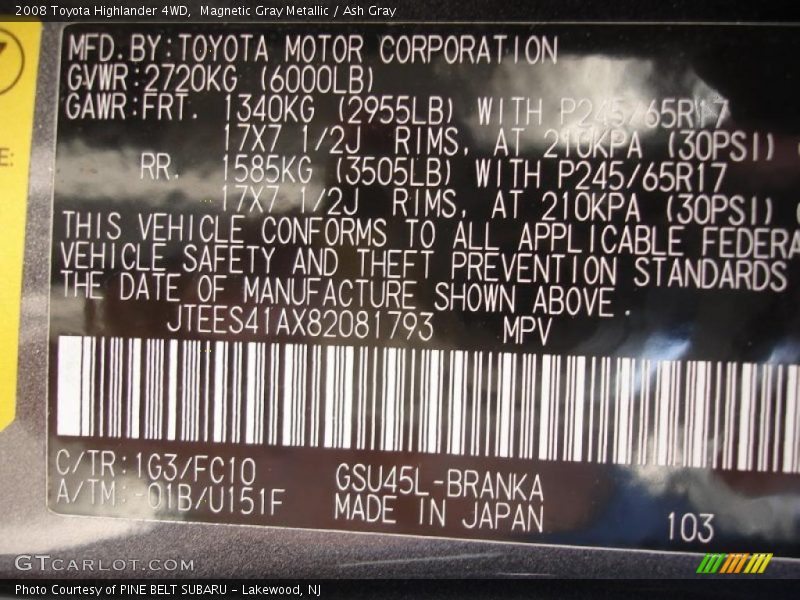 2008 Toyota Highlander 4WD, Magnetic Gray Metallic / Ash Gray
7
E:
MFD.BY:TOYOTA MOTOR CORPORATION
GVWR:2720KG (6000LB)
GAWR:FRT. 1340KG (2955LB) WITH P245/65R17
17X7 1/2J RIMS, AT 210KPA (30PSI) (
RR. 1585KG (3505LB) WITH P245/65R17
17X7 1/2J RIMS, AT 210KPA (30PSI) (
THIS VEHICLE CONFORMS TO ALL APPLICABLE FEDERA
VEHICLE SAFETY AND THEFT PREVENTION STANDARDS
THE DATE OF MANUFACTURE SHOWN ABOVE.
JTEES41AX82081793 MPV
C/TR:1G3/FC10 GSU45L-BRANKA
A/TM:-01B/U151F MADE IN JAPAN
103
GTCARLOT.COM
Photo Courtesy of PINE BELT SUBARU - Lakewood, NJ